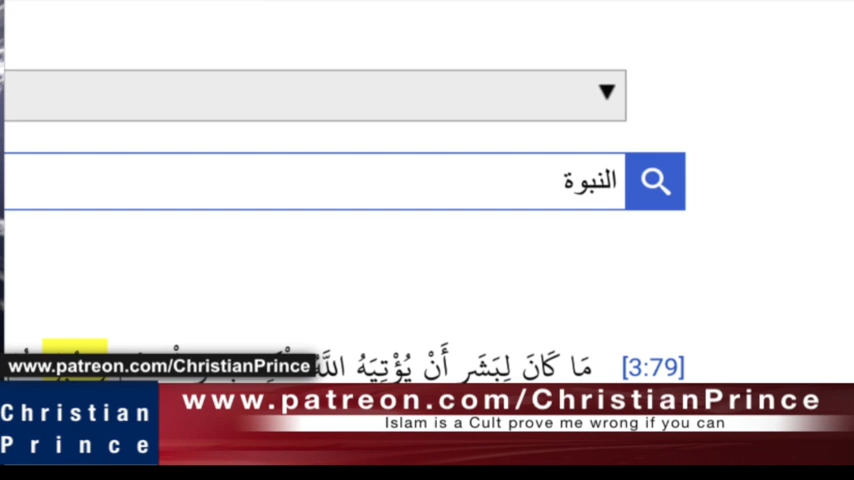 ▼
النبوة
[3:79] مَا كَانَ لِبَشَرٍ أَنْ يُؤْتِيَهُ اللَّهُ
www.patreon.com/ChristianPrince
www.patreon.com/ChristianPrince
Islam is a Cult prove me wrong if you can
Christian
Prince